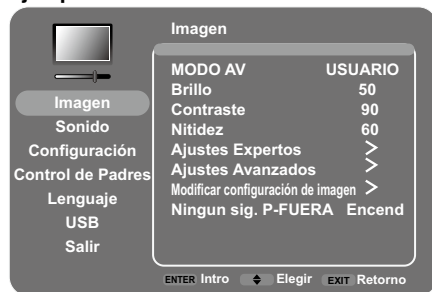 Imagen
Imagen
Sonido
Configuración
Control de Padres
Lenguaje
USB
Salir
MODO AV USUARIO
Brillo 50
Contraste 90
Nitidez 60
Ajustes Expertos >
Ajustes Avanzados >
Modificar configuración de imagen >
Ningun sig. P-FUERA Encend
ENTER Intro Elegir EXIT Retorno